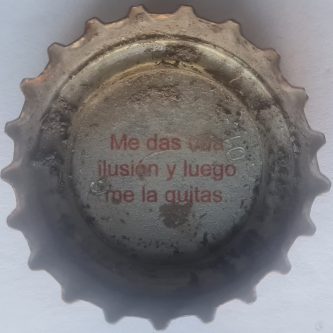 Me das una
ilusión y luego
me la quitas.